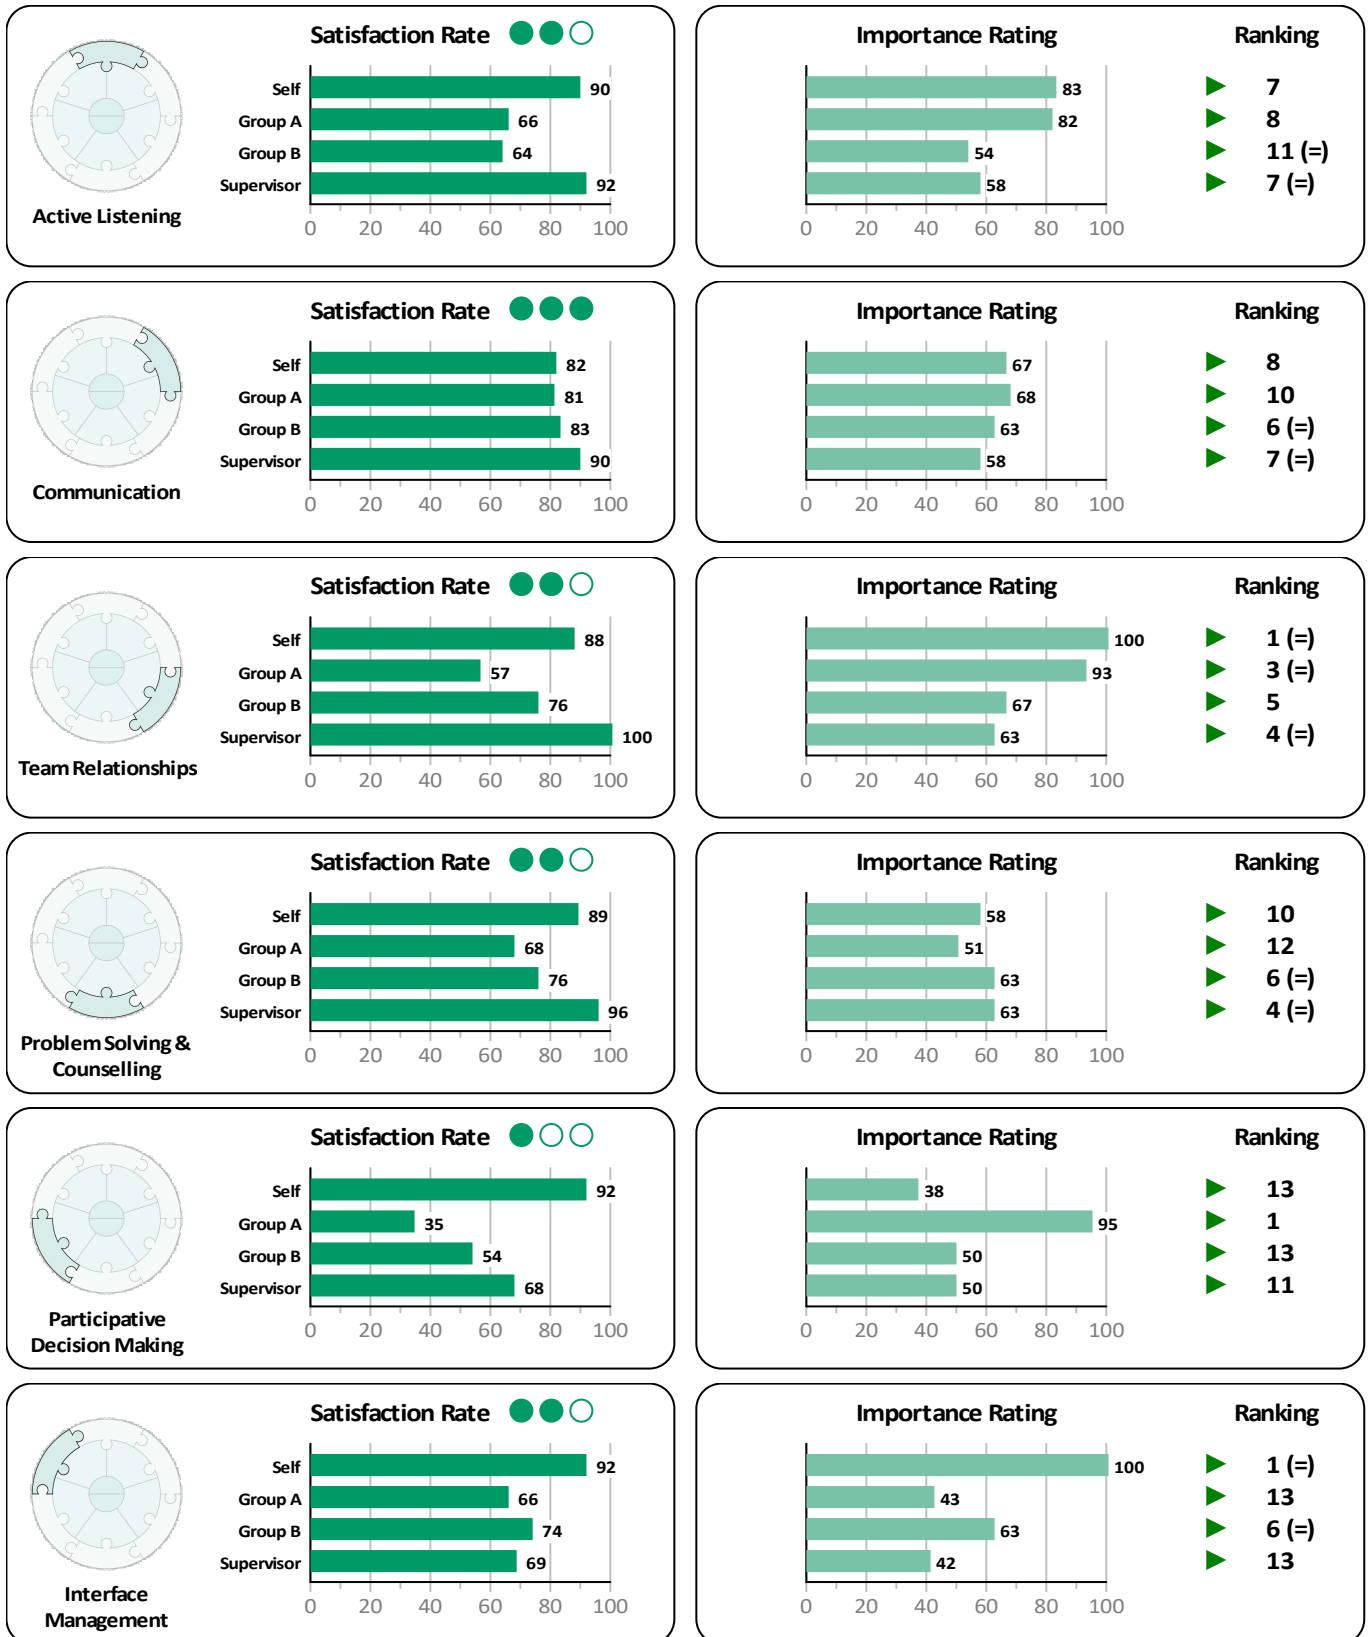 Satisfaction Rate
Self 90
Group A 66
Group B 64
Supervisor 92
0 20 40 60 80 100
Active Listening
Importance Rating Ranking
83 7
82 8
54 11 (=)
58 7 (=)
0 20 40 60 80 100
Satisfaction Rate
Self 82
Group A 81
Group B 83
Supervisor 90
0 20 40 60 80 100
Communication
Importance Rating Ranking
67 8
68 10
63 6 (=)
58 7 (=)
0 20 40 60 80 100
Satisfaction Rate
Self 88
Group A 57
Group B 76
Supervisor 100
0 20 40 60 80 100
Team Relationships
Importance Rating Ranking
100 1 (=)
93 3 (=)
67 5
63 4 (=)
0 20 40 60 80 100
Satisfaction Rate
Self 89
Group A 68
Group B 76
Supervisor 96
0 20 40 60 80 100
Problem Solving &
Counselling
Importance Rating Ranking
58 10
51 12
63 6 (=)
63 4 (=)
0 20 40 60 80 100
Satisfaction Rate
Self 92
Group A 35
Group B 54
Supervisor 68
0 20 40 60 80 100
Participative
Decision Making
Importance Rating Ranking
38 13
95 1
50 13
50 11
0 20 40 60 80 100
Satisfaction Rate
Self 92
Group A 66
Group B 74
Supervisor 69
0 20 40 60 80 100
Interface
Management
Importance Rating Ranking
100 1 (=)
43 13
63 6 (=)
42 13
0 20 40 60 80 100